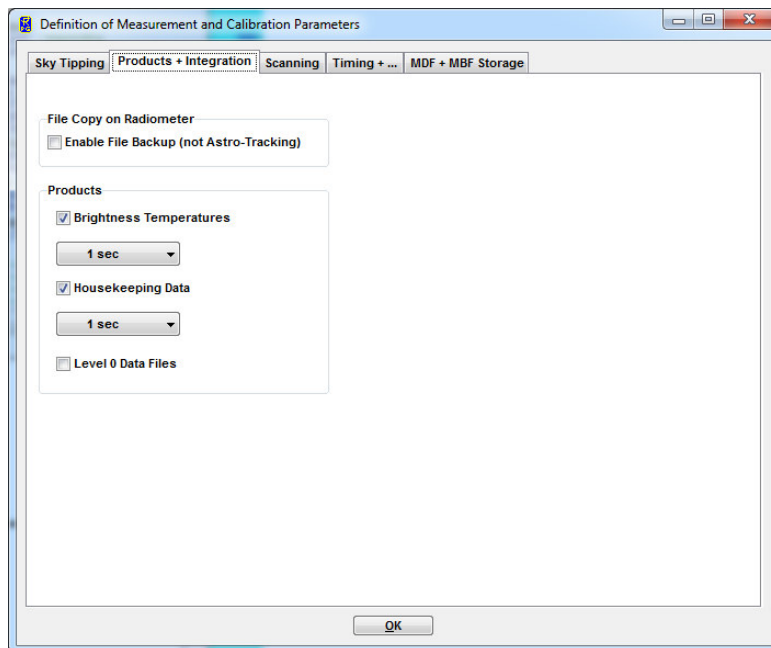 Definition of Measurement and Calibration Parameters
Sky Tipping Products + Integration Scanning Timing + ... MDF + MBF Storage
File Copy on Radiometer
Enable File Backup (not Astro-Tracking)
Products
Brightness Temperatures
1 sec
Housekeeping Data
1 sec
Level 0 Data Files
OK